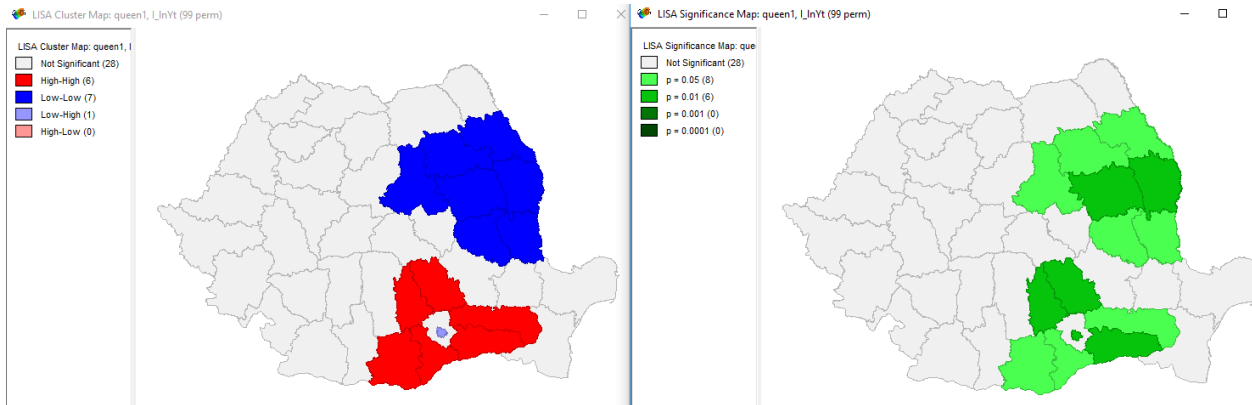 LISA Cluster Map: queen1, I_lnYt (99 perm)
LISA Cluster Map: queen1, I
Not Significant (28)
High-High (6)
Low-Low (7)
Low-High (1)
High-Low (0)
LISA Significance Map: queen1, I_lnYt (99 perm)
LISA Significance Map: que
Not Significant (28)
p = 0.05 (8)
p = 0.01 (6)
p = 0.001 (0)
p = 0.0001 (0)